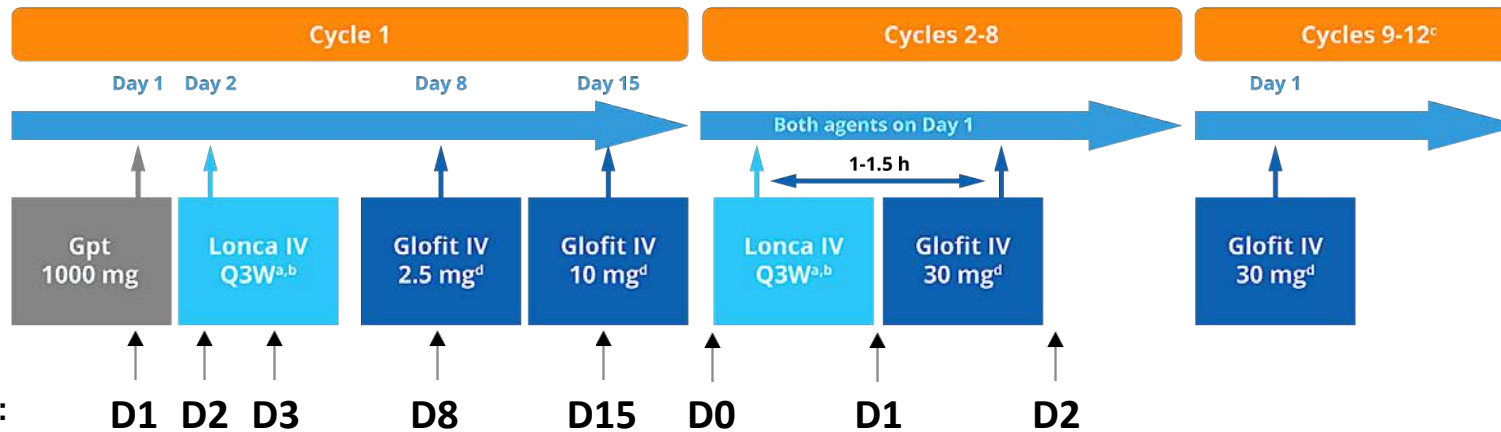 Cycle 1
Cycles 2-8
Cycles 9-12ᶜ
Day 1
Day 2
Day 8
Day 15
Day 1
Both agents on Day 1
1-1.5 h
Gpt
1000 mg
Lonca IV
Q3Wᵃ,ᵇ
Glofit IV
2.5 mgᵈ
Glofit IV
10 mgᵈ
Lonca IV
Q3Wᵃ,ᵇ
Glofit IV
30 mgᵈ
Glofit IV
30 mgᵈ
: D1 D2 D3 D8 D15 D0 D1 D2